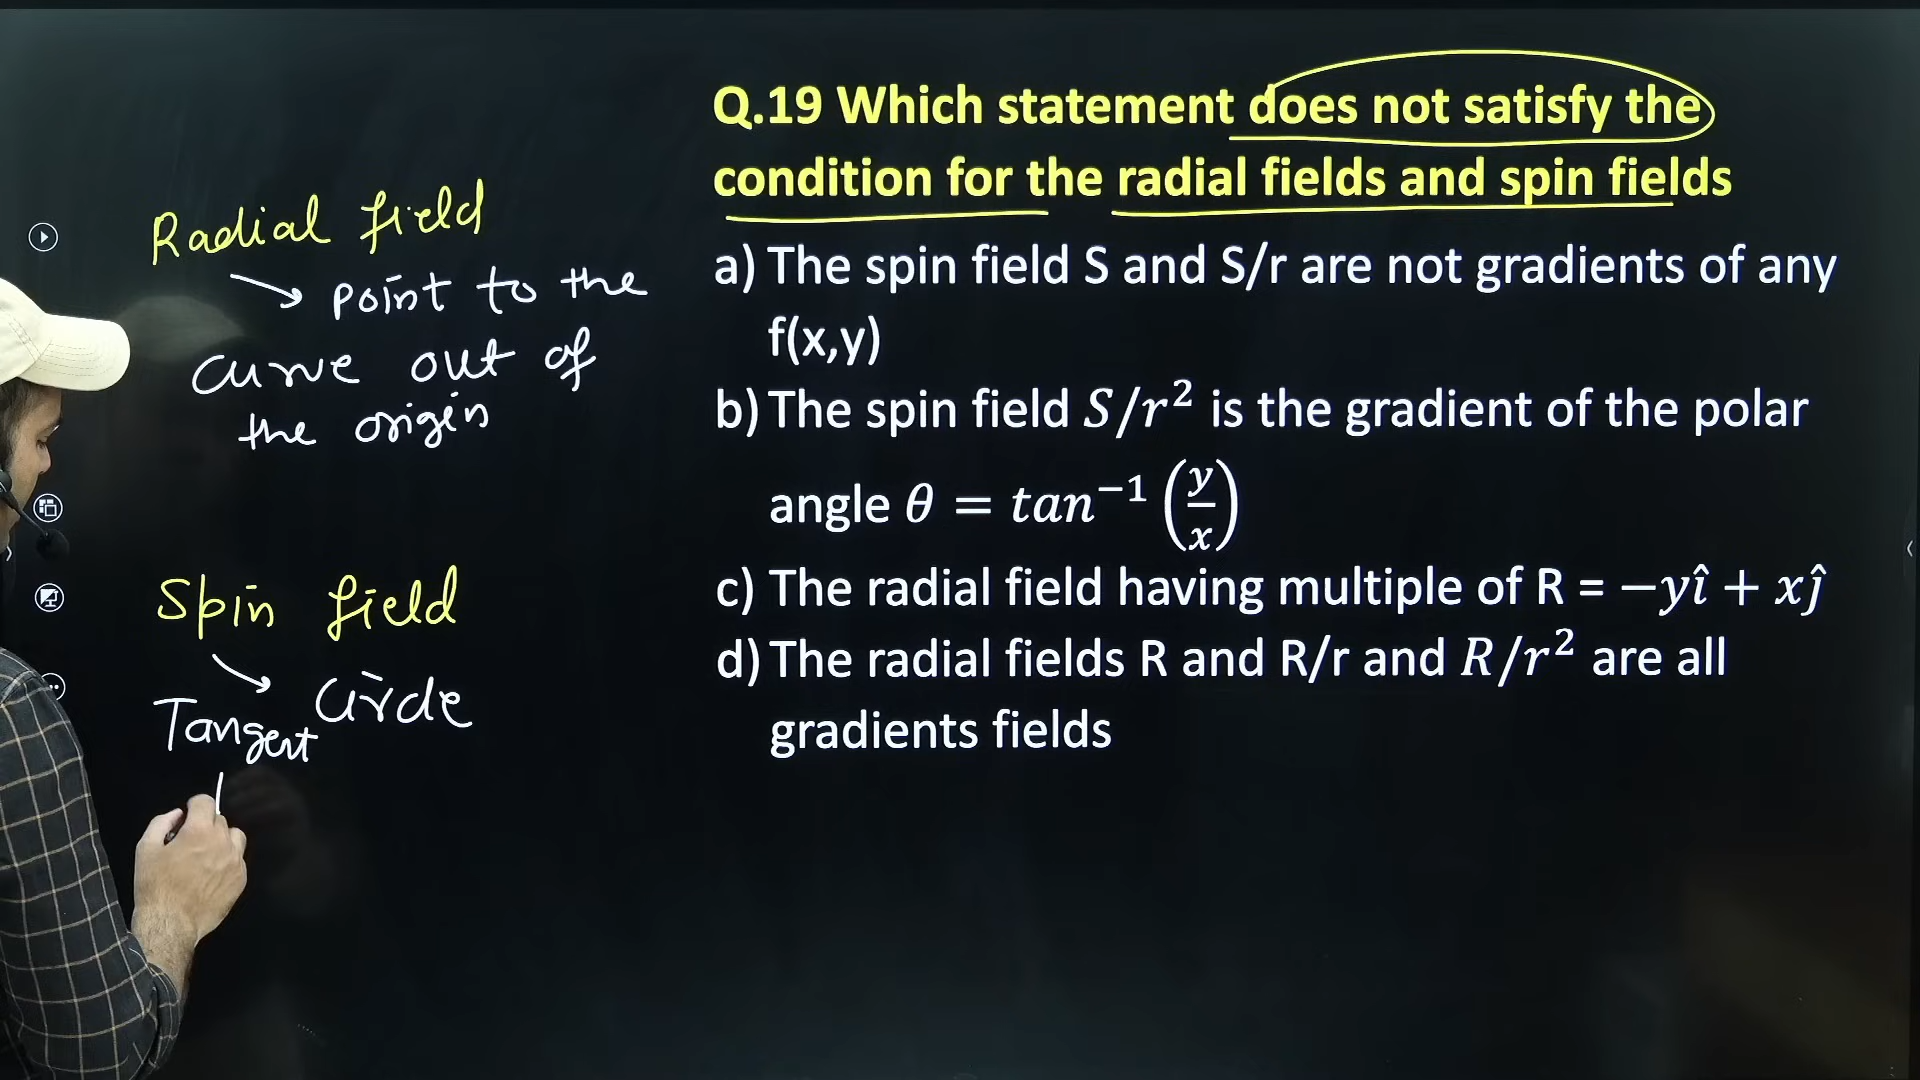 Radial field
→ point to the
curve out of
the origin
Spin field
→ Circle
Tangent
Q.19 Which statement does not satisfy the
condition for the radial fields and spin fields
a) The spin field S and S/r are not gradients of any
f(x,y)
b) The spin field S/r² is the gradient of the polar
angle θ = tan⁻¹(y/x)
c) The radial field having multiple of R = −yî + xĵ
d) The radial fields R and R/r and R/r² are all
gradients fields